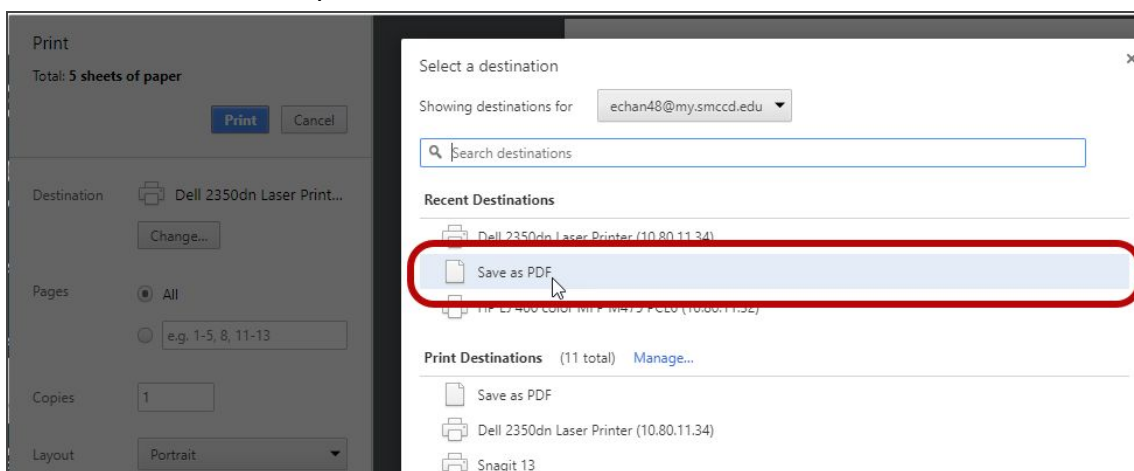 Print
Total: 5 sheets of paper
Print Cancel
Destination Dell 2350dn Laser Print...
Change...
Pages All
e.g. 1-5, 8, 11-13
Copies 1
Layout Portrait
Select a destination
×
Showing destinations for echan48@my.smccd.edu
Search destinations
Recent Destinations
Dell 2350dn Laser Printer (10.80.11.34)
Save as PDF
Print Destinations (11 total) Manage...
Save as PDF
Dell 2350dn Laser Printer (10.80.11.34)
Snagit 13